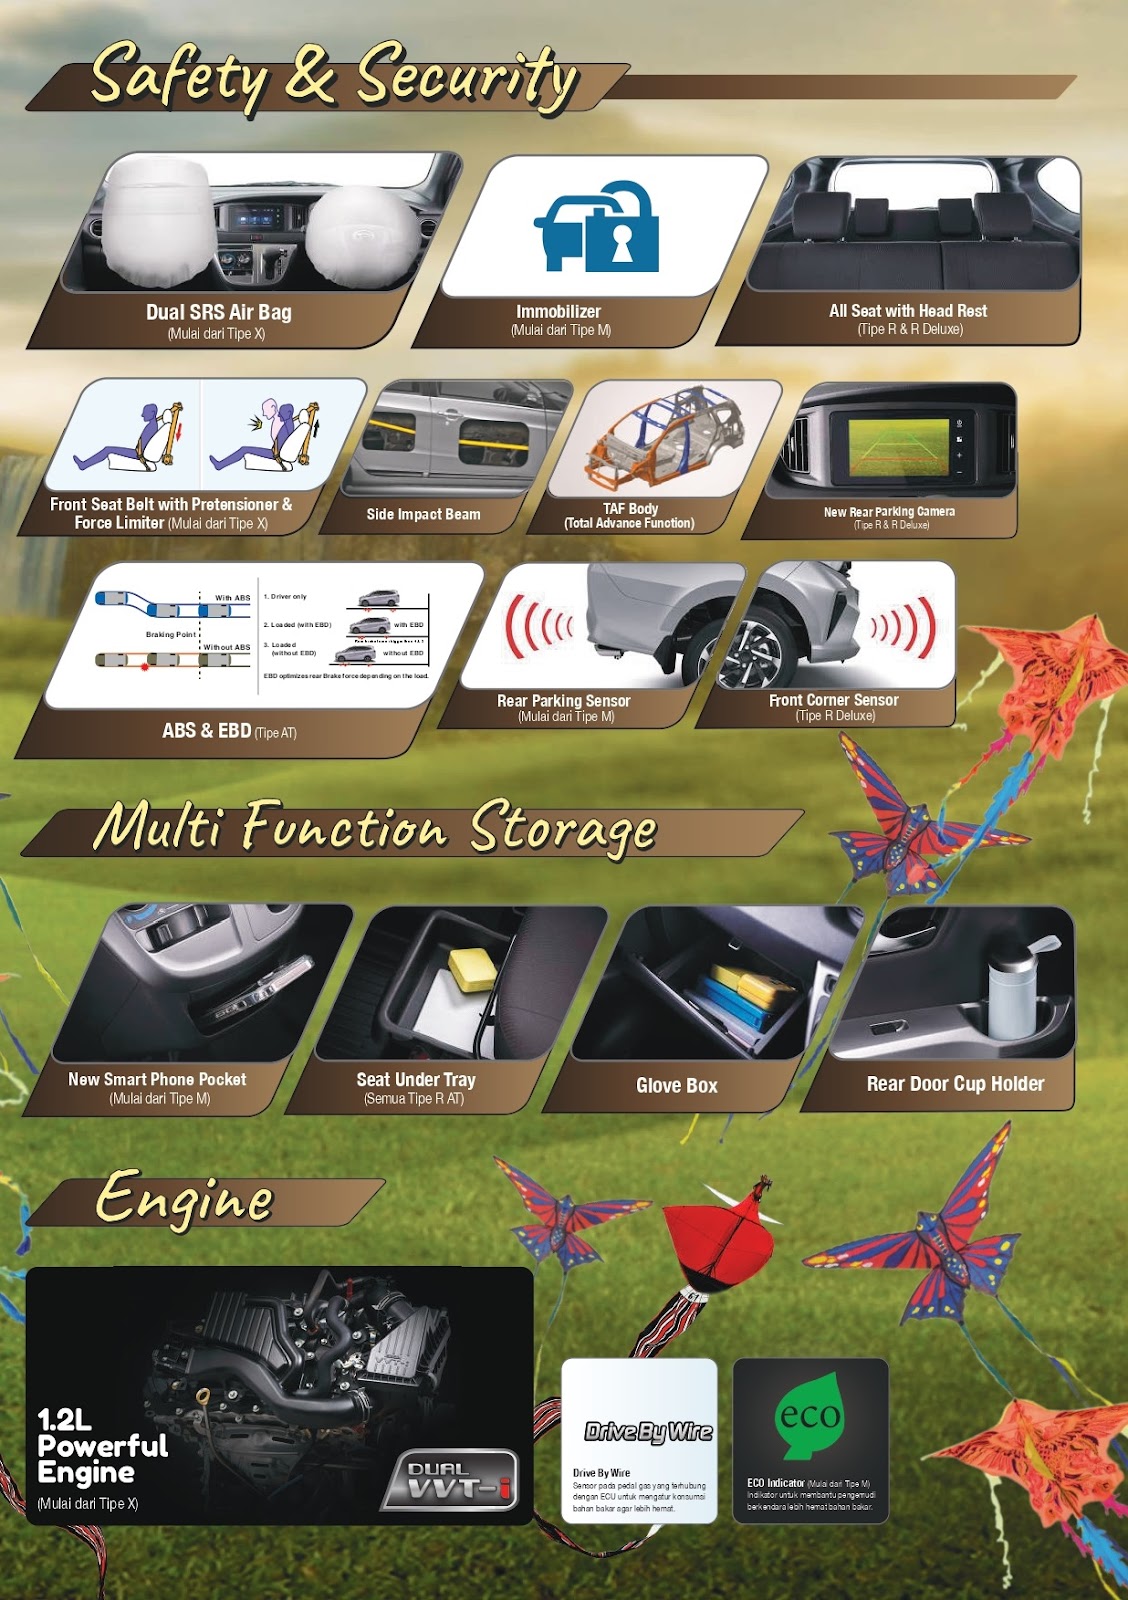 Safety & Security
Dual SRS Air Bag
(Mulai dari Tipe X)
Immobilizer
(Mulai dari Tipe M)
All Seat with Head Rest
(Tipe R & R Deluxe)
Front Seat Belt with Pretensioner &
Force Limiter (Mulai dari Tipe X)
Side Impact Beam
TAF Body
(Total Advance Function)
New Rear Parking Camera
(Tipe R & R Deluxe)
With ABS
Braking Point
Without ABS
1. Driver only
2. Loaded (with EBD)
with EBD
3. Loaded
(without EBD)
without EBD
EBD optimizes rear Brake force depending on the load.
ABS & EBD (Tipe AT)
Rear Parking Sensor
(Mulai dari Tipe M)
Front Corner Sensor
(Tipe R Deluxe)
Multi Function Storage
New Smart Phone Pocket
(Mulai dari Tipe M)
Seat Under Tray
(Semua Tipe R AT)
Glove Box
Rear Door Cup Holder
Engine
1.2L
Powerful
Engine
(Mulai dari Tipe X)
DUAL
VVT-i
Drive By Wire
Drive By Wire
Sensor pada pedal gas yang terhubung
dengan ECU untuk mengatur konsumsi
bahan bakar agar lebih hemat.
eco
ECO Indicator (Mulai dari Tipe M)
Indikator untuk membantu pengemudi
berkendara lebih hemat bahan bakar.